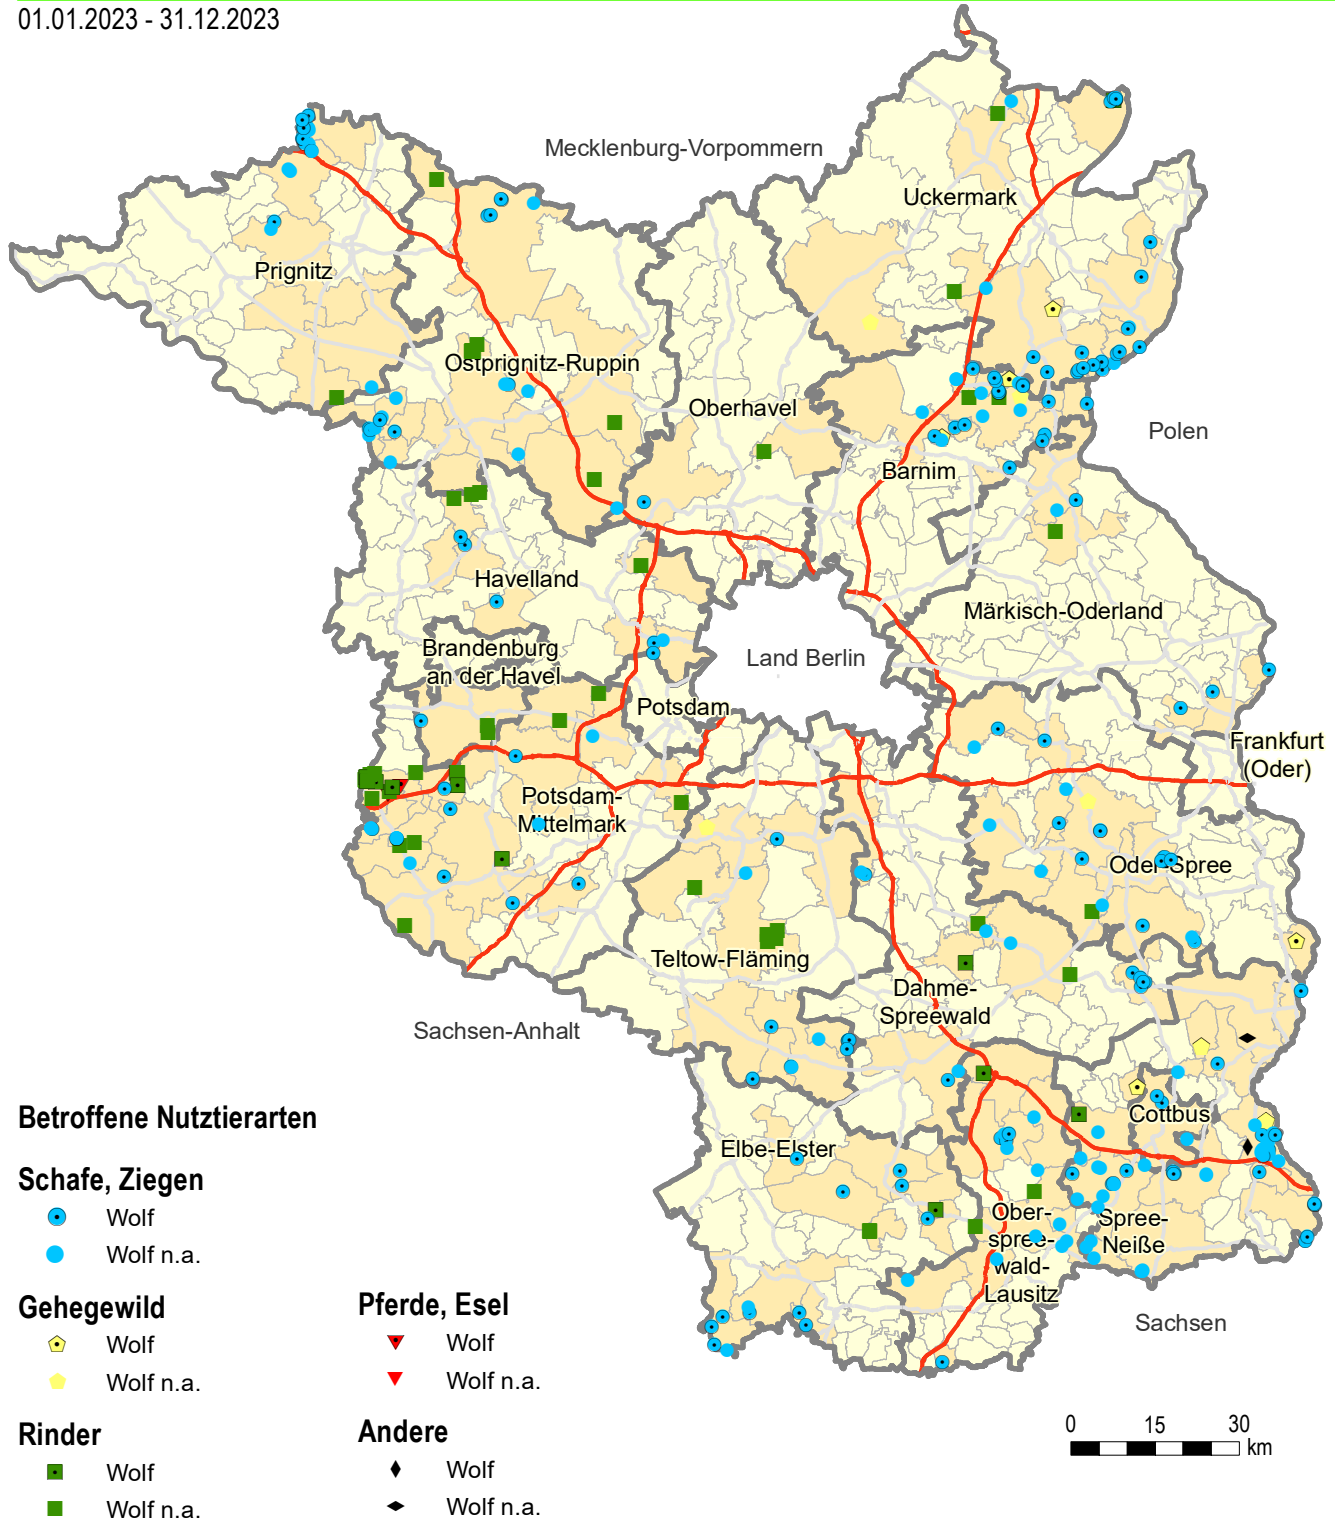 01.01.2023 - 31.12.2023
Mecklenburg-Vorpommern
Uckermark
Prignitz
Ostprignitz-Ruppin
Oberhavel
Polen
Barnim
Havelland
Märkisch-Oderland
Brandenburg
an der Havel
Land Berlin
Potsdam
Frankfurt
(Oder)
Potsdam-
Mittelmark
Oder-Spree
Teltow-Fläming
Dahme-
Spreewald
Sachsen-Anhalt
Cottbus
Elbe-Elster
Ober-
spree-
wald-
Lausitz
Spree-
Neiße
Sachsen
Betroffene Nutztierarten
Schafe, Ziegen
Wolf
Wolf n.a.
Gehegewild
Wolf
Wolf n.a.
Rinder
Wolf
Wolf n.a.
Pferde, Esel
Wolf
Wolf n.a.
Andere
Wolf
Wolf n.a.
0 15 30
km